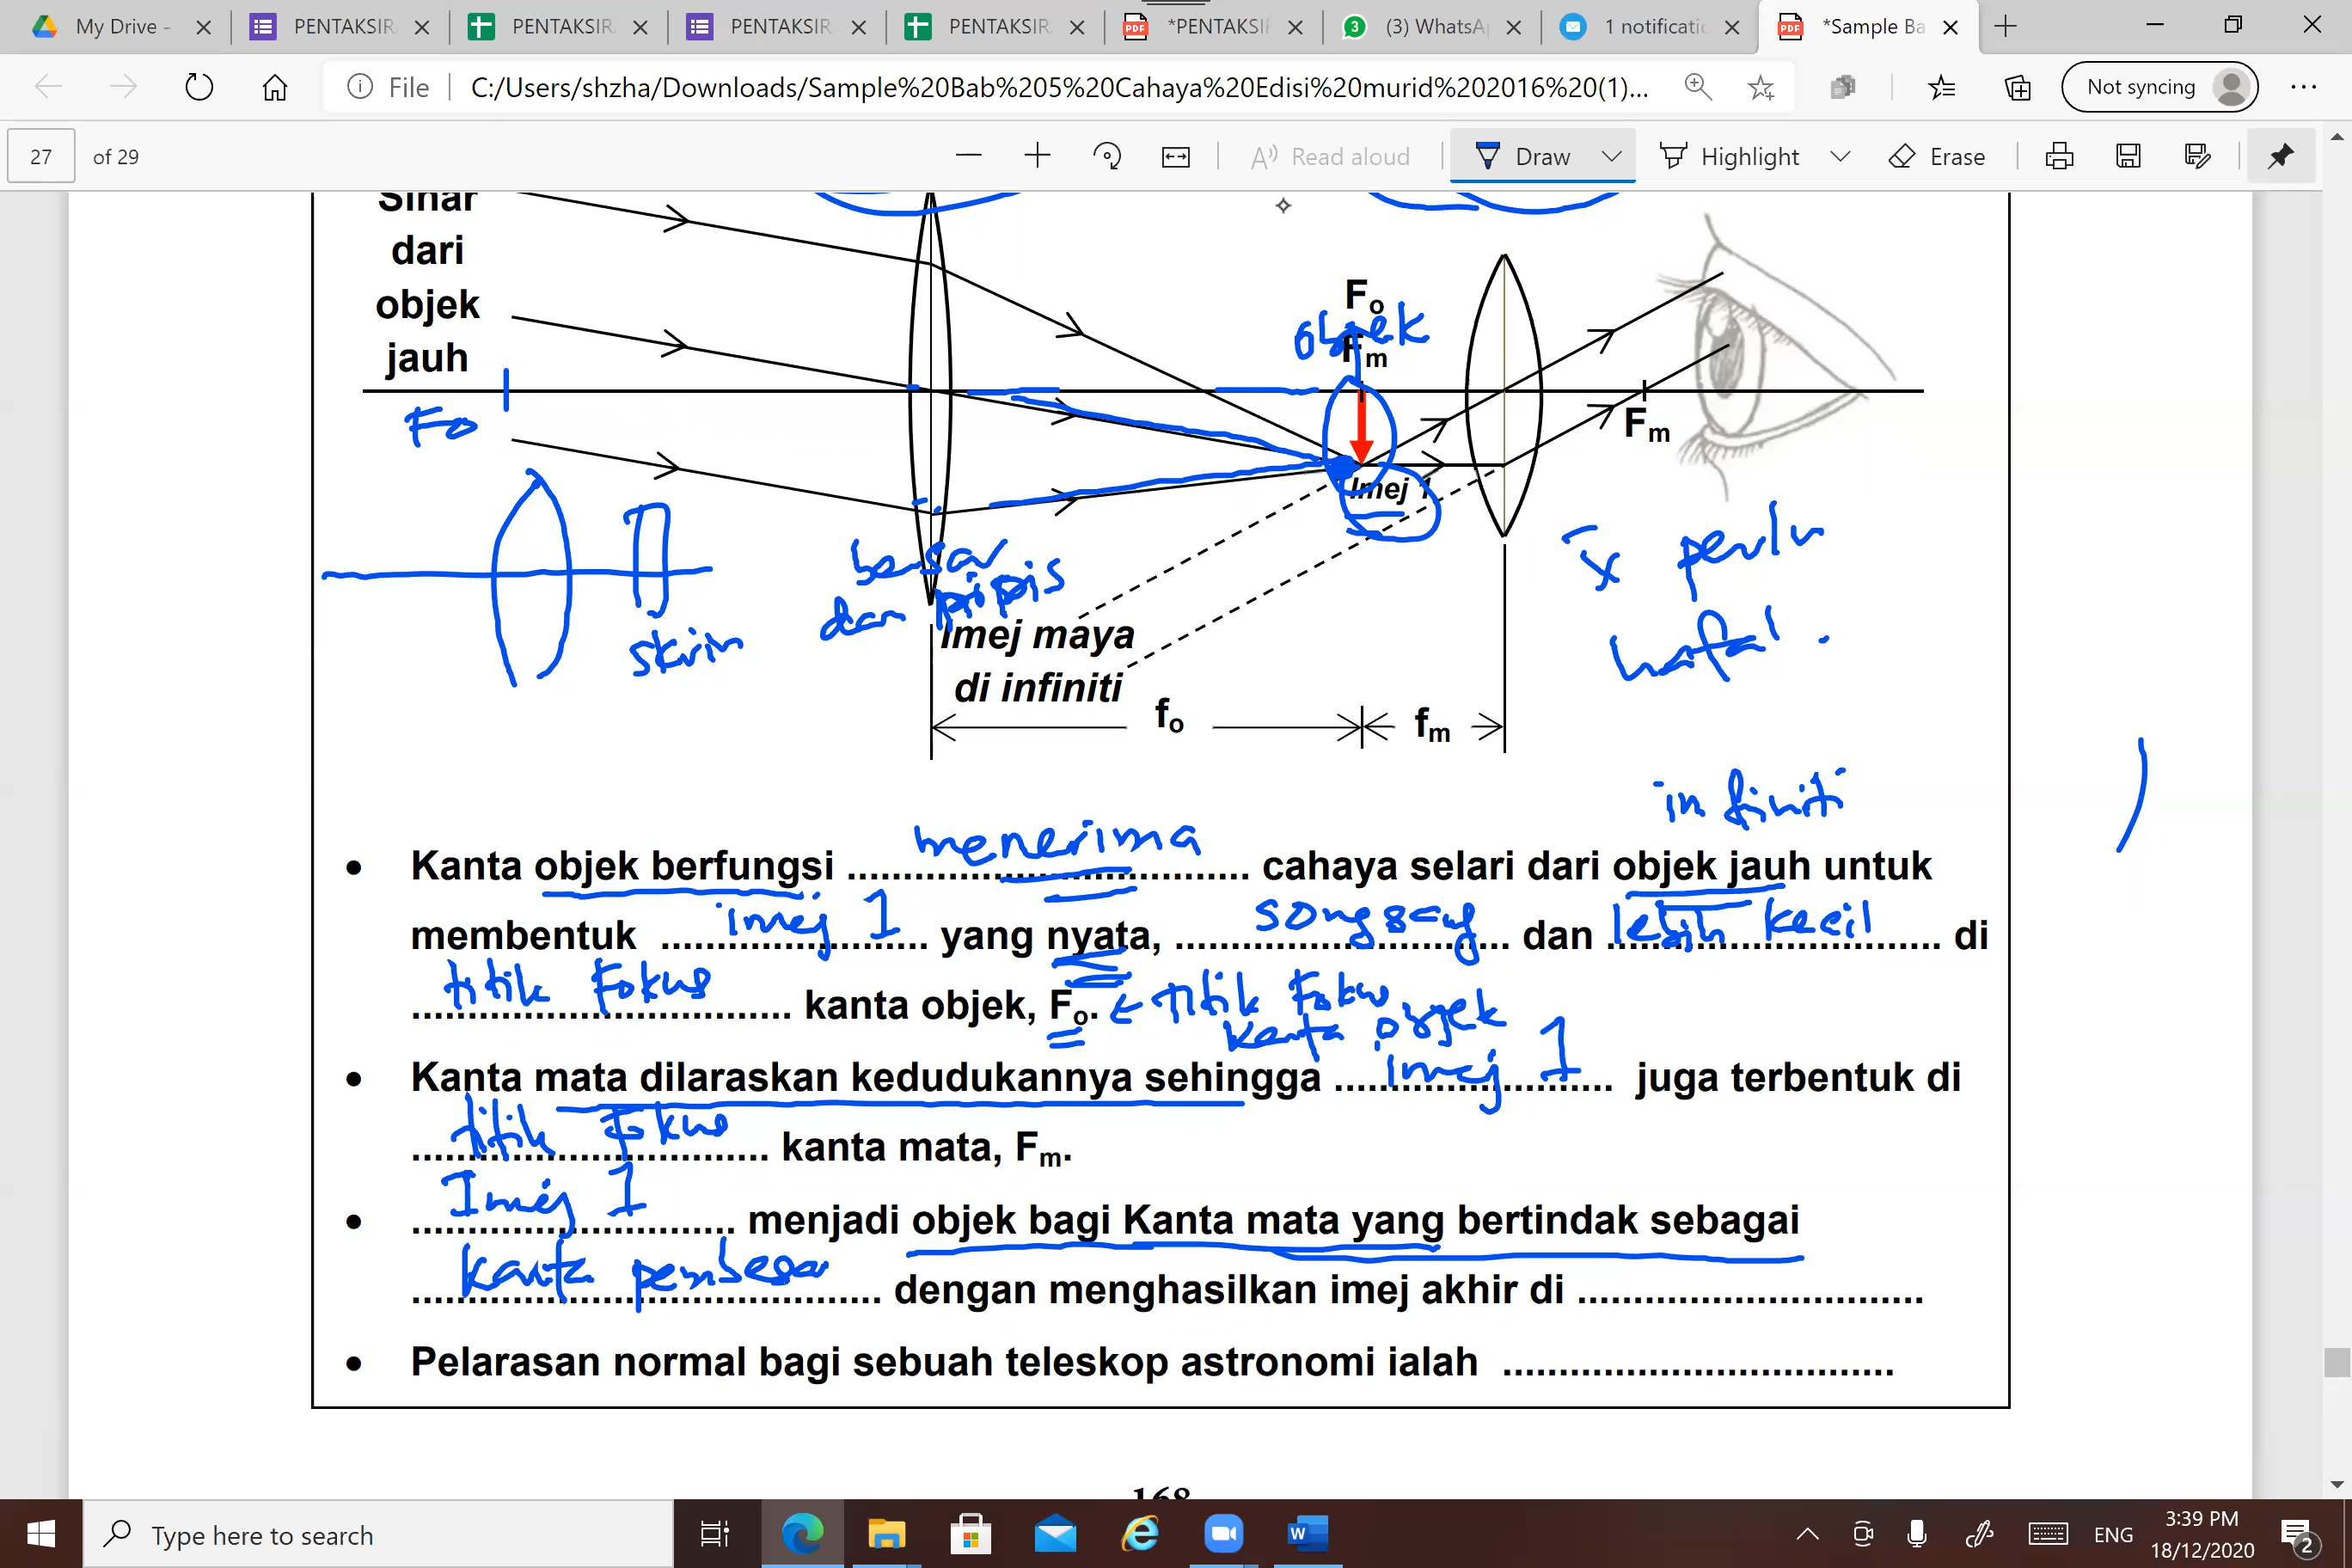 My Drive -
PENTAKSIR
PENTAKSIR
PENTAKSIR
PENTAKSIR
*PENTAKSI
(3) WhatsA
1 notificatic
*Sample Ba
File
C:/Users/shzha/Downloads/Sample%20Bab%205%20Cahaya%20Edisi%20murid%202016%20(1)...
Not syncing
27 of 29
Read aloud
Draw
Highlight
Erase
Sinar
dari
objek
jauh
Fo
objek
Fm
Fo
Fm
Imej 1
skrin
besar
dan nipis
x perlu
hafal.
Imej maya
di infiniti
fo
fm
infiniti
• Kanta objek berfungsi ....menerima.... cahaya selari dari objek jauh untuk
membentuk ....imej 1.... yang nyata, ....songsang.... dan ....lebih kecil.... di
....titik fokus.... kanta objek, Fo. ← titik fokus
kanta objek
• Kanta mata dilaraskan kedudukannya sehingga ....imej 1.... juga terbentuk di
....titik fokus.... kanta mata, Fm.
• ....Imej 1.... menjadi objek bagi Kanta mata yang bertindak sebagai
....kanta pembesar.... dengan menghasilkan imej akhir di ...............................
• Pelarasan normal bagi sebuah teleskop astronomi ialah ...................................
168
Type here to search
ENG
3:39 PM
18/12/2020
2